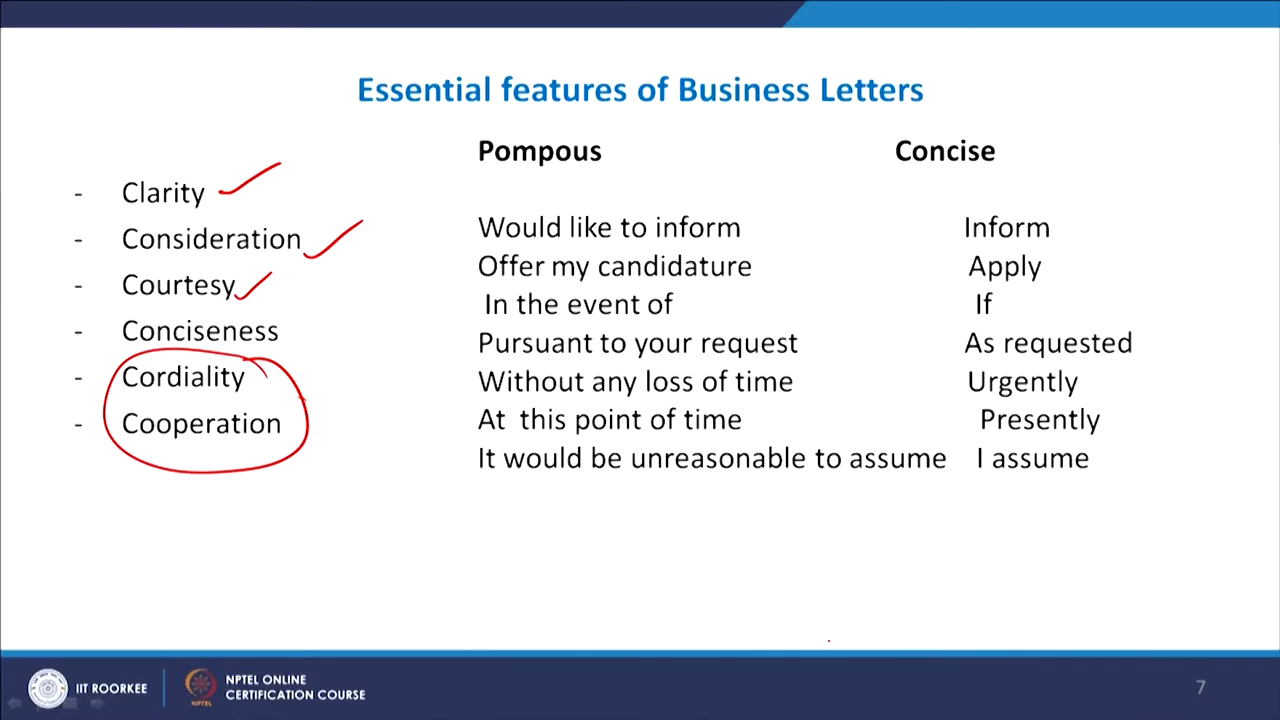 Essential features of Business Letters
- Clarity
- Consideration
- Courtesy
- Conciseness
- Cordiality
- Cooperation
Pompous Concise
Would like to inform Inform
Offer my candidature Apply
In the event of If
Pursuant to your request As requested
Without any loss of time Urgently
At this point of time Presently
It would be unreasonable to assume I assume
IIT ROORKEE
NPTEL
NPTEL ONLINE
CERTIFICATION COURSE
7